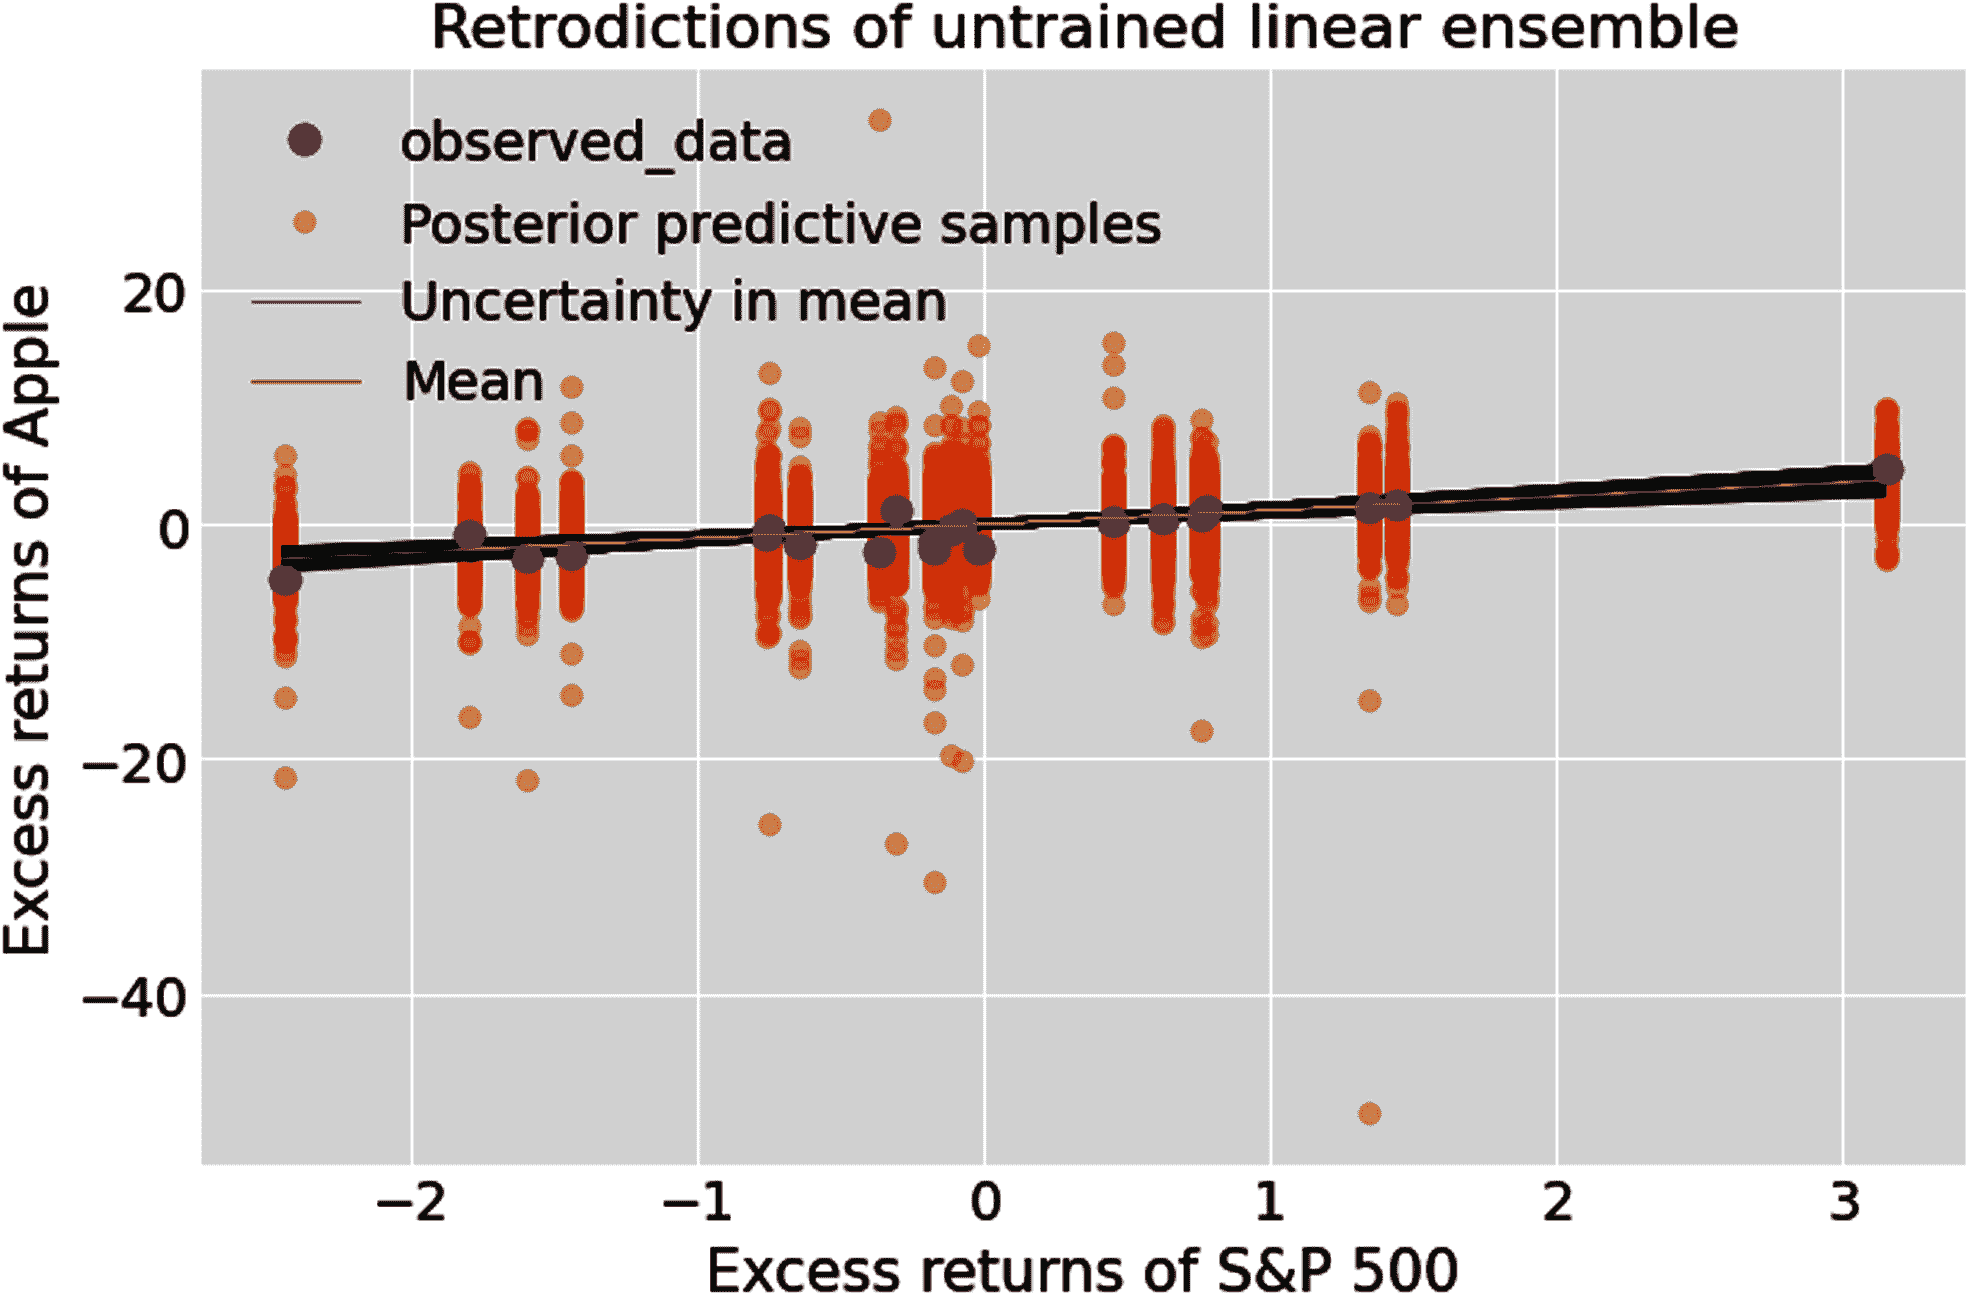 Retrodictions of untrained linear ensemble
observed_data
Posterior predictive samples
Uncertainty in mean
Mean
Excess returns of Apple
20
0
−20
−40
−2 −1 0 1 2 3
Excess returns of S&P 500